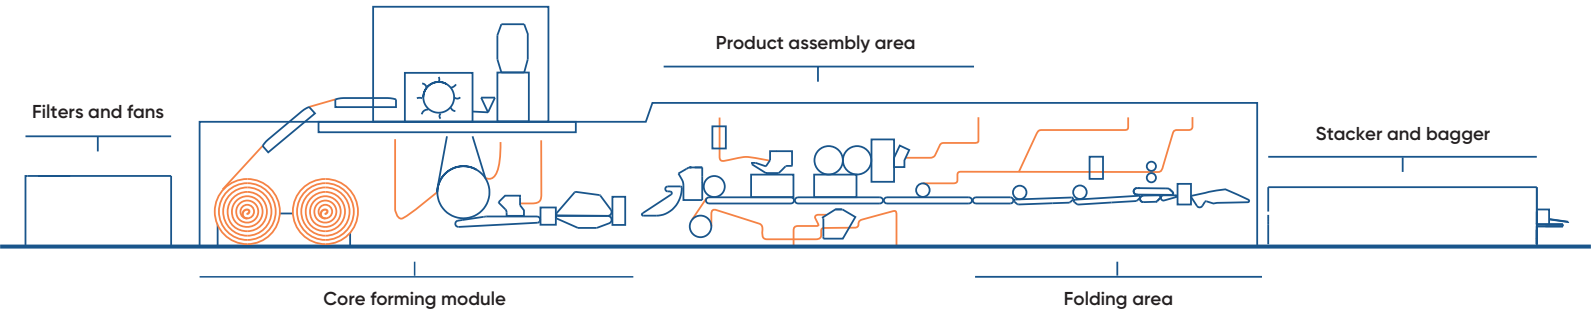 Product assembly area
Filters and fans
Stacker and bagger
Core forming module
Folding area